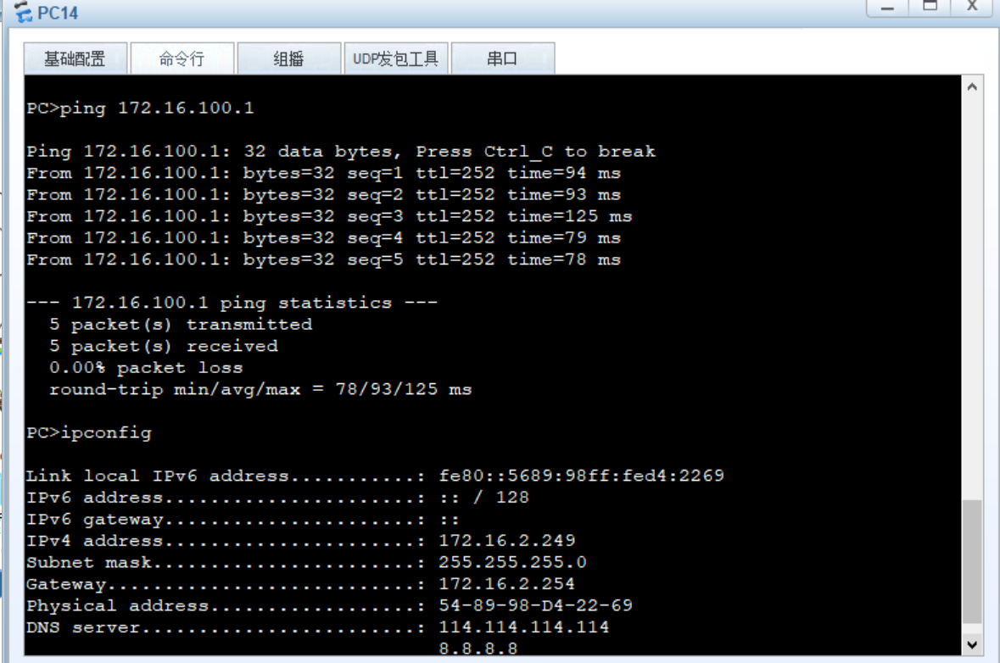 PC14
基础配置 命令行 组播 UDP发包工具 串口
PC>ping 172.16.100.1
Ping 172.16.100.1: 32 data bytes, Press Ctrl_C to break
From 172.16.100.1: bytes=32 seq=1 ttl=252 time=94 ms
From 172.16.100.1: bytes=32 seq=2 ttl=252 time=93 ms
From 172.16.100.1: bytes=32 seq=3 ttl=252 time=125 ms
From 172.16.100.1: bytes=32 seq=4 ttl=252 time=79 ms
From 172.16.100.1: bytes=32 seq=5 ttl=252 time=78 ms
--- 172.16.100.1 ping statistics ---
5 packet(s) transmitted
5 packet(s) received
0.00% packet loss
round-trip min/avg/max = 78/93/125 ms
PC>ipconfig
Link local IPv6 address...........: fe80::5689:98ff:fed4:2269
IPv6 address......................: :: / 128
IPv6 gateway......................: ::
IPv4 address......................: 172.16.2.249
Subnet mask.......................: 255.255.255.0
Gateway...........................: 172.16.2.254
Physical address..................: 54-89-98-D4-22-69
DNS server........................: 114.114.114.114
8.8.8.8